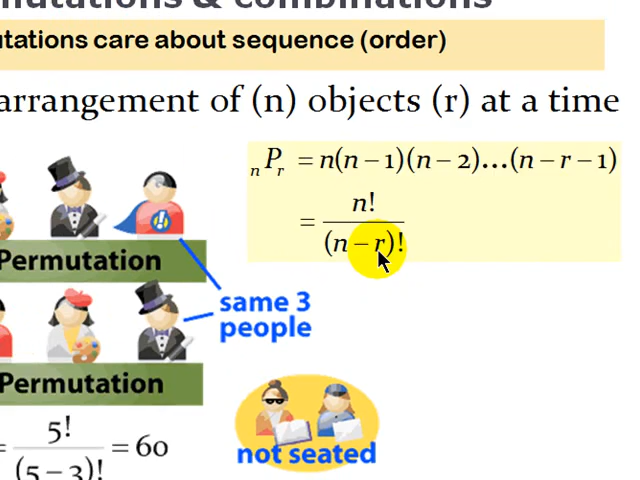 mutations & combinations
utations care about sequence (order)
arrangement of (n) objects (r) at a time
nPr = n(n−1)(n−2)...(n−r−1)
= n! / (n−r)!
Permutation
same 3
people
Permutation
= 5! / (5−3)! = 60
not seated